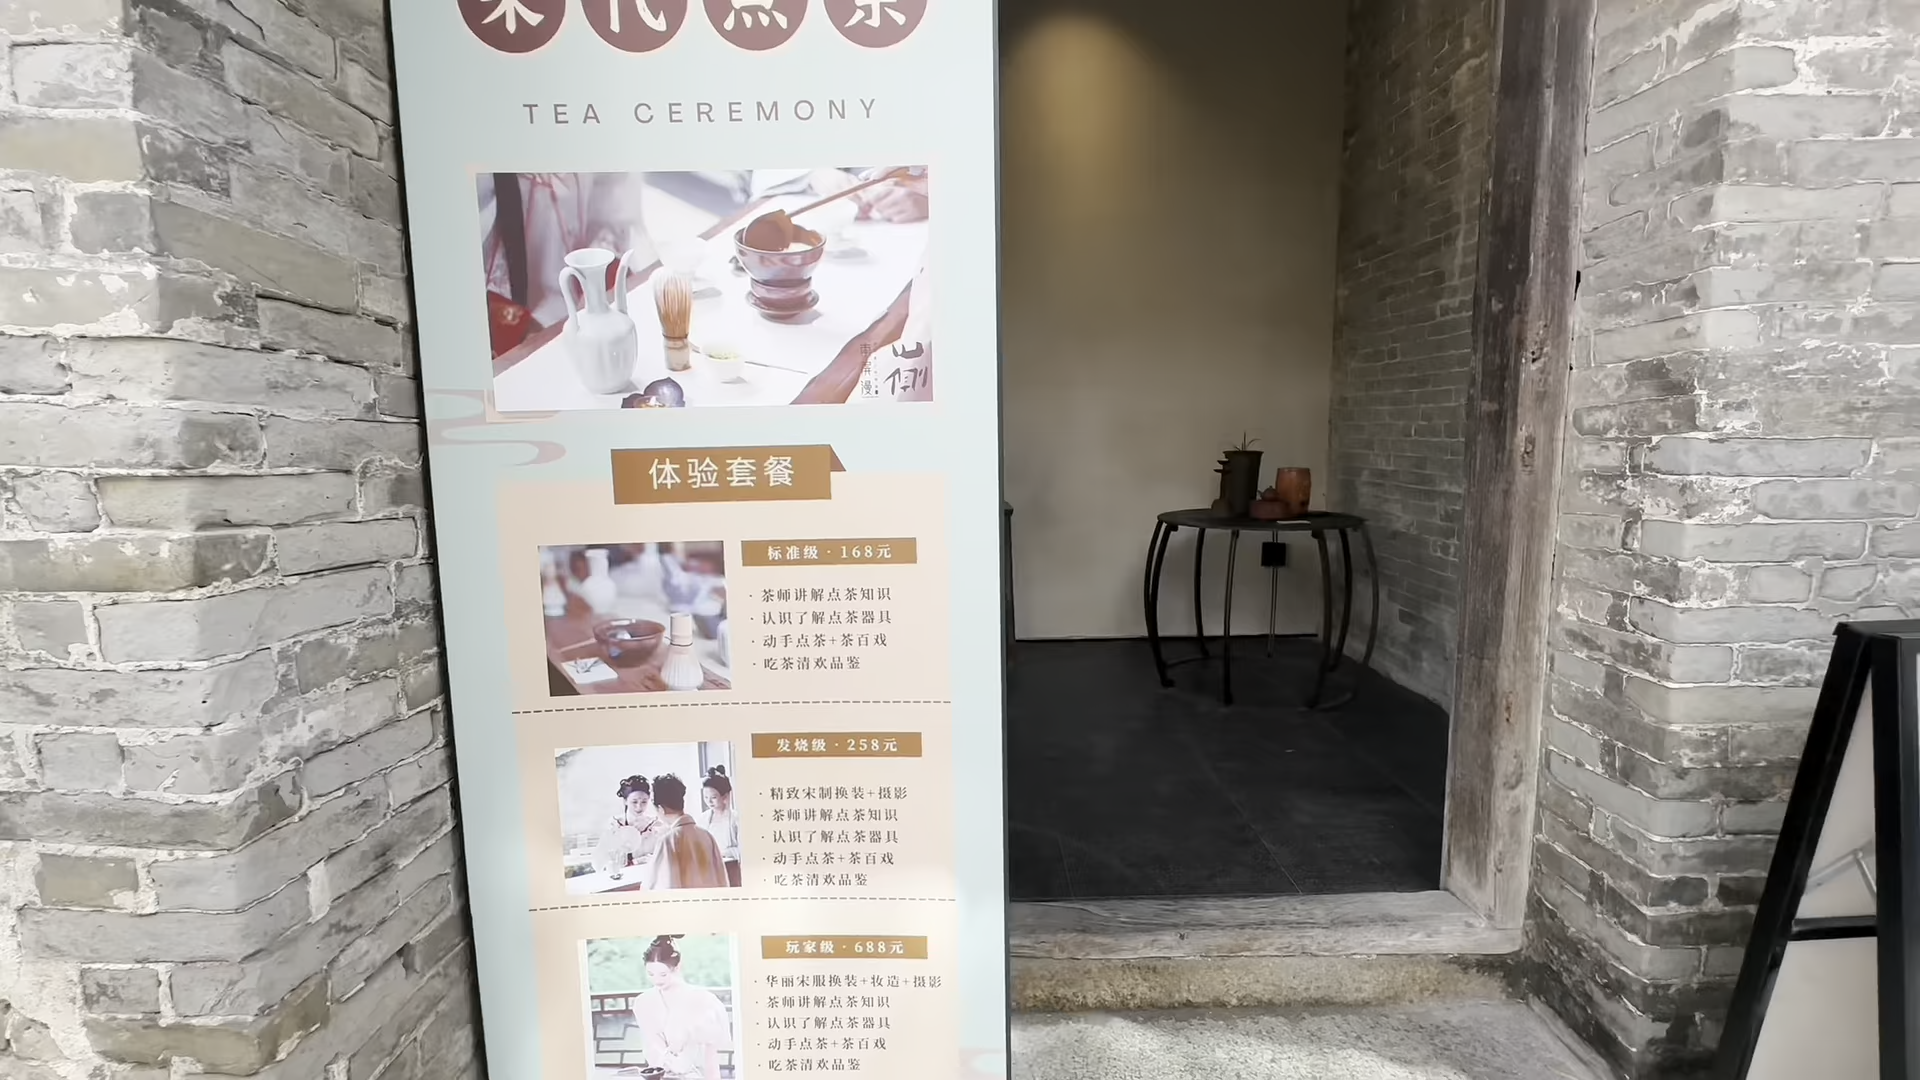 宋代点茶
TEA CEREMONY
山側
体验套餐
标准级·168元
·茶师讲解点茶知识
·认识了解点茶器具
·动手点茶+茶百戏
·吃茶清欢品鉴
发烧级·258元
·精致宋制换装+摄影
·茶师讲解点茶知识
·认识了解点茶器具
·动手点茶+茶百戏
·吃茶清欢品鉴
玩家级·688元
·华丽宋服换装+妆造+摄影
·茶师讲解点茶知识
·认识了解点茶器具
·动手点茶+茶百戏
·吃茶清欢品鉴